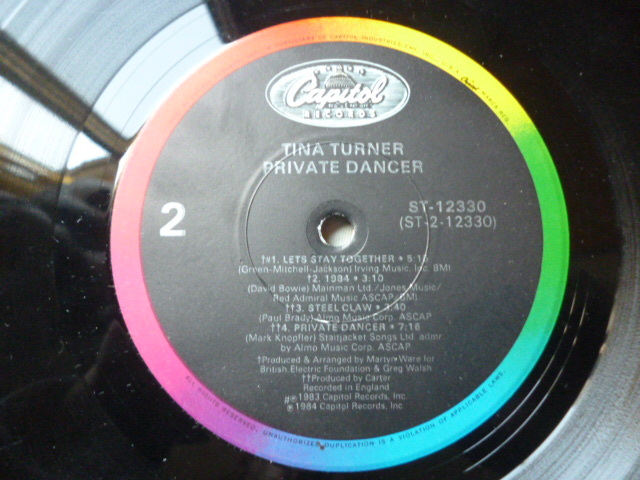 Capitol
RECORDS
TINA TURNER
PRIVATE DANCER
2
ST-12330
(ST-2-12330)
†#1. LETS STAY TOGETHER • 5:16
(Green-Mitchell-Jackson) Irving Music, Inc. BMI
†2. 1984 • 3:10
(David Bowie) Mainman Ltd./Jones Music/
Red Admiral Music ASCAP/BMI)
††3. STEEL CLAW • 3:40
(Paul Brady) Almo Music Corp. ASCAP
††4. PRIVATE DANCER • 7:16
(Mark Knopfler) Straitjacket Songs Ltd. admr.
by Almo Music Corp. ASCAP
†Produced & Arranged by Martyn Ware for
British Electric Foundation & Greg Walsh
††Produced by Carter
Recorded in England
#℗1983 Capitol Records, Inc.
℗1984 Capitol Records, Inc.
ALL RIGHTS RESERVED. UNAUTHORIZED DUPLICATION IS A VIOLATION OF APPLICABLE LAWS.